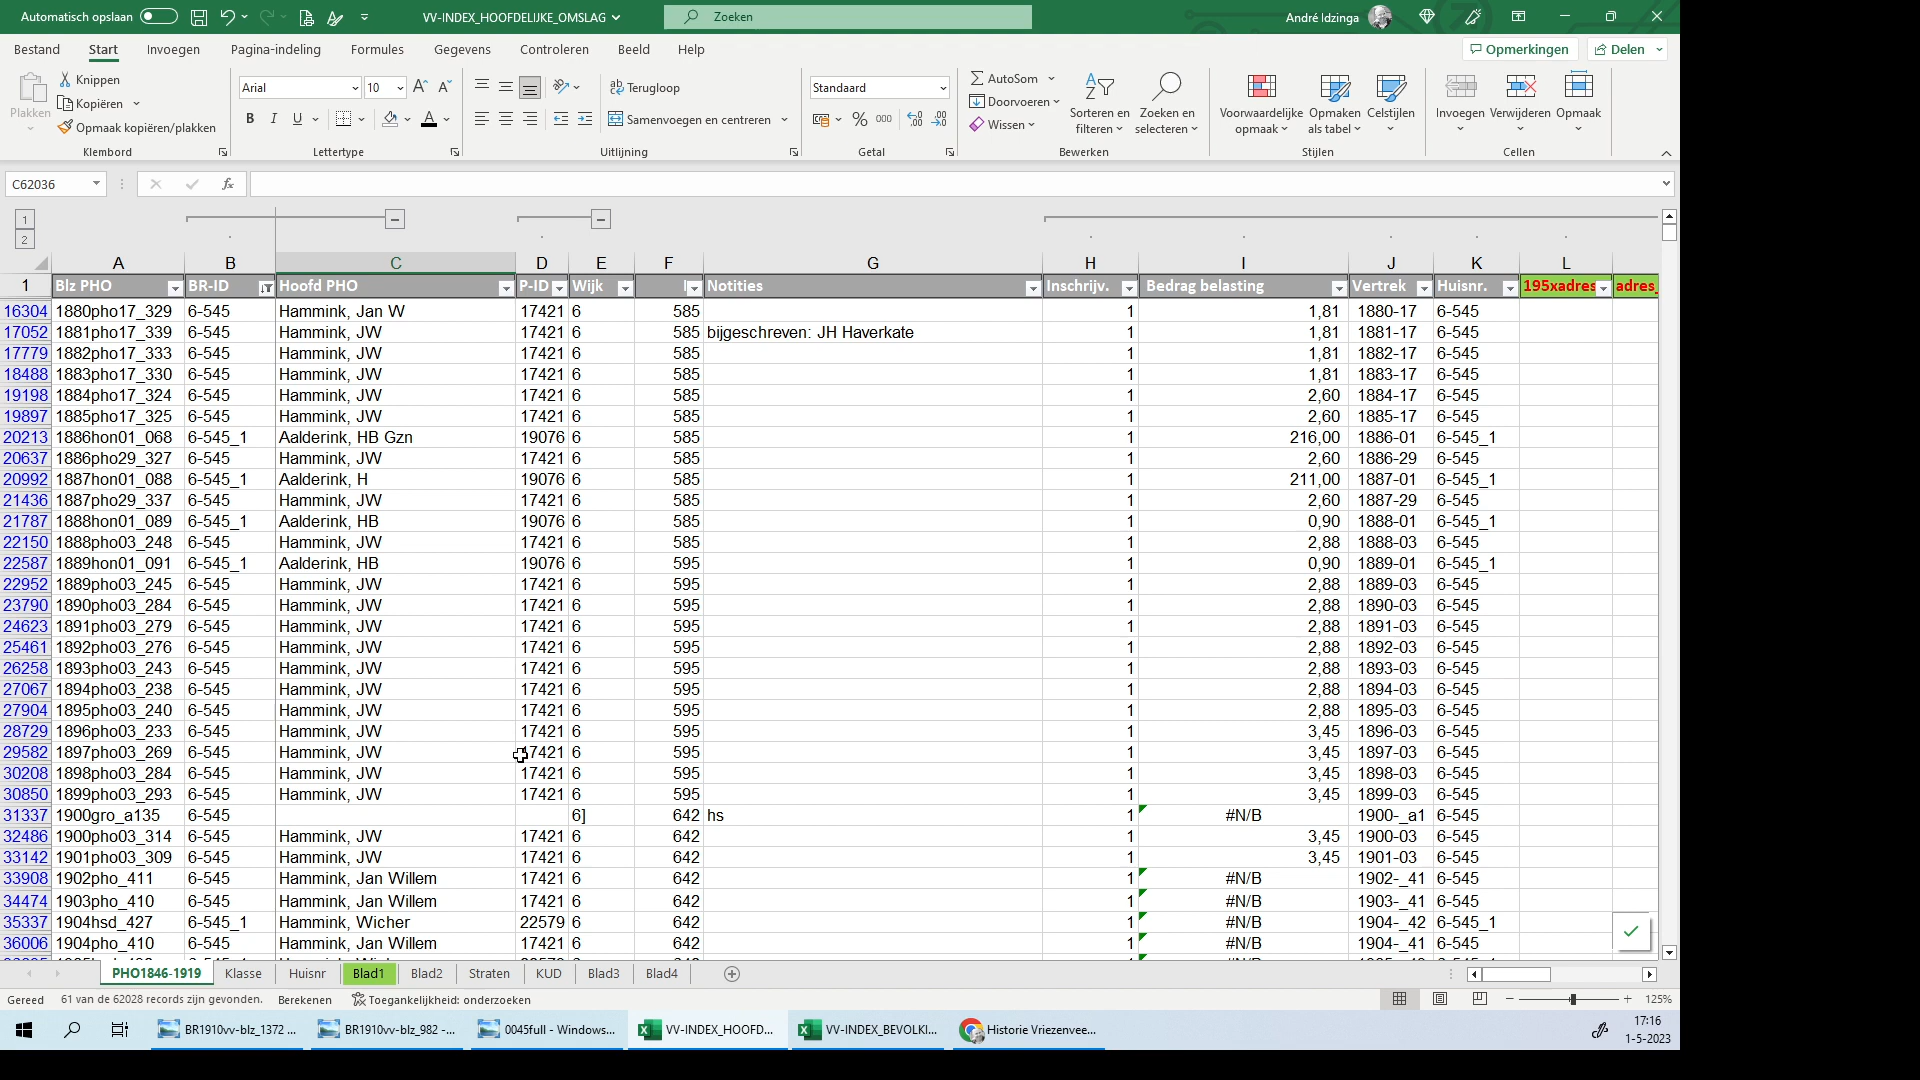 Automatisch opslaan VV-INDEX_HOOFDELIJKE_OMSLAG Zoeken André Idzinga
Bestand Start Invoegen Pagina-indeling Formules Gegevens Controleren Beeld Help Opmerkingen Delen
Plakken Knippen Kopiëren Opmaak kopiëren/plakken Klembord
Arial 10 B I U Lettertype
Terugloop Samenvoegen en centreren Uitlijning
Standaard % 000 Getal
AutoSom Doorvoeren Wissen Sorteren en filteren Zoeken en selecteren Bewerken
Voorwaardelijke opmaak Opmaken als tabel Celstijlen Stijlen
Invoegen Verwijderen Opmaak Cellen
C62036 fx
1
2
A B C D E F G H I J K L
1 Blz PHO BR-ID Hoofd PHO P-ID Wijk Notities Inschrijv. Bedrag belasting Vertrek Huisnr. 195xadres adres_
16304 1880pho17_329 6-545 Hammink, Jan W 17421 6 585 1 1,81 1880-17 6-545
17052 1881pho17_339 6-545 Hammink, JW 17421 6 585 bijgeschreven: JH Haverkate 1 1,81 1881-17 6-545
17779 1882pho17_333 6-545 Hammink, JW 17421 6 585 1 1,81 1882-17 6-545
18488 1883pho17_330 6-545 Hammink, JW 17421 6 585 1 1,81 1883-17 6-545
19198 1884pho17_324 6-545 Hammink, JW 17421 6 585 1 2,60 1884-17 6-545
19897 1885pho17_325 6-545 Hammink, JW 17421 6 585 1 2,60 1885-17 6-545
20213 1886hon01_068 6-545_1 Aalderink, HB Gzn 19076 6 585 1 216,00 1886-01 6-545_1
20637 1886pho29_327 6-545 Hammink, JW 17421 6 585 1 2,60 1886-29 6-545
20992 1887hon01_088 6-545_1 Aalderink, H 19076 6 585 1 211,00 1887-01 6-545_1
21436 1887pho29_337 6-545 Hammink, JW 17421 6 585 1 2,60 1887-29 6-545
21787 1888hon01_089 6-545_1 Aalderink, HB 19076 6 585 1 0,90 1888-01 6-545_1
22150 1888pho03_248 6-545 Hammink, JW 17421 6 585 1 2,88 1888-03 6-545
22587 1889hon01_091 6-545_1 Aalderink, HB 19076 6 595 1 0,90 1889-01 6-545_1
22952 1889pho03_245 6-545 Hammink, JW 17421 6 595 1 2,88 1889-03 6-545
23790 1890pho03_284 6-545 Hammink, JW 17421 6 595 1 2,88 1890-03 6-545
24623 1891pho03_279 6-545 Hammink, JW 17421 6 595 1 2,88 1891-03 6-545
25461 1892pho03_276 6-545 Hammink, JW 17421 6 595 1 2,88 1892-03 6-545
26258 1893pho03_243 6-545 Hammink, JW 17421 6 595 1 2,88 1893-03 6-545
27067 1894pho03_238 6-545 Hammink, JW 17421 6 595 1 2,88 1894-03 6-545
27904 1895pho03_240 6-545 Hammink, JW 17421 6 595 1 2,88 1895-03 6-545
28729 1896pho03_233 6-545 Hammink, JW 17421 6 595 1 3,45 1896-03 6-545
29582 1897pho03_269 6-545 Hammink, JW 17421 6 595 1 3,45 1897-03 6-545
30208 1898pho03_284 6-545 Hammink, JW 17421 6 595 1 3,45 1898-03 6-545
30850 1899pho03_293 6-545 Hammink, JW 17421 6 595 1 3,45 1899-03 6-545
31337 1900gro_a135 6-545 6] 642 hs 1 #N/B 1900-_a1 6-545
32486 1900pho03_314 6-545 Hammink, JW 17421 6 642 1 3,45 1900-03 6-545
33142 1901pho03_309 6-545 Hammink, JW 17421 6 642 1 3,45 1901-03 6-545
33908 1902pho_411 6-545 Hammink, Jan Willem 17421 6 642 1 #N/B 1902-_41 6-545
34474 1903pho_410 6-545 Hammink, Jan Willem 17421 6 642 1 #N/B 1903-_41 6-545
35337 1904hsd_427 6-545_1 Hammink, Wicher 22579 6 642 1 #N/B 1904-_42 6-545_1
36006 1904pho_410 6-545 Hammink, Jan Willem 17421 6 642 1 #N/B 1904-_41 6-545
PHO1846-1919 Klasse Huisnr Blad1 Blad2 Straten KUD Blad3 Blad4
Gereed 61 van de 62028 records zijn gevonden. Berekenen Toegankelijkheid: onderzoeken 125%
BR1910vv-blz_1372 ... BR1910vv-blz_982 -... 0045full - Windows... VV-INDEX_HOOFD... VV-INDEX_BEVOLKI... Historie Vriezenvee... 17:16
1-5-2023